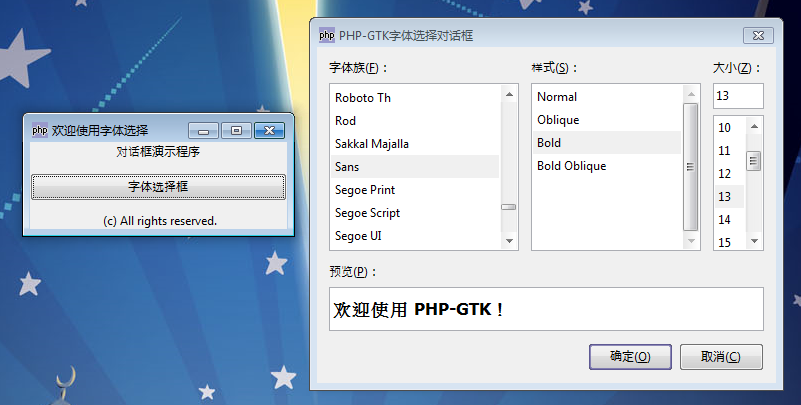 php 欢迎使用字体选择
对话框演示程序
字体选择框
(c) All rights reserved.
php PHP-GTK字体选择对话框
字体族(F)：
Roboto Th
Rod
Sakkal Majalla
Sans
Segoe Print
Segoe Script
Segoe UI
样式(S)：
Normal
Oblique
Bold
Bold Oblique
大小(Z)：
13
10
11
12
13
14
15
预览(P)：
欢迎使用 PHP-GTK！
确定(O)
取消(C)